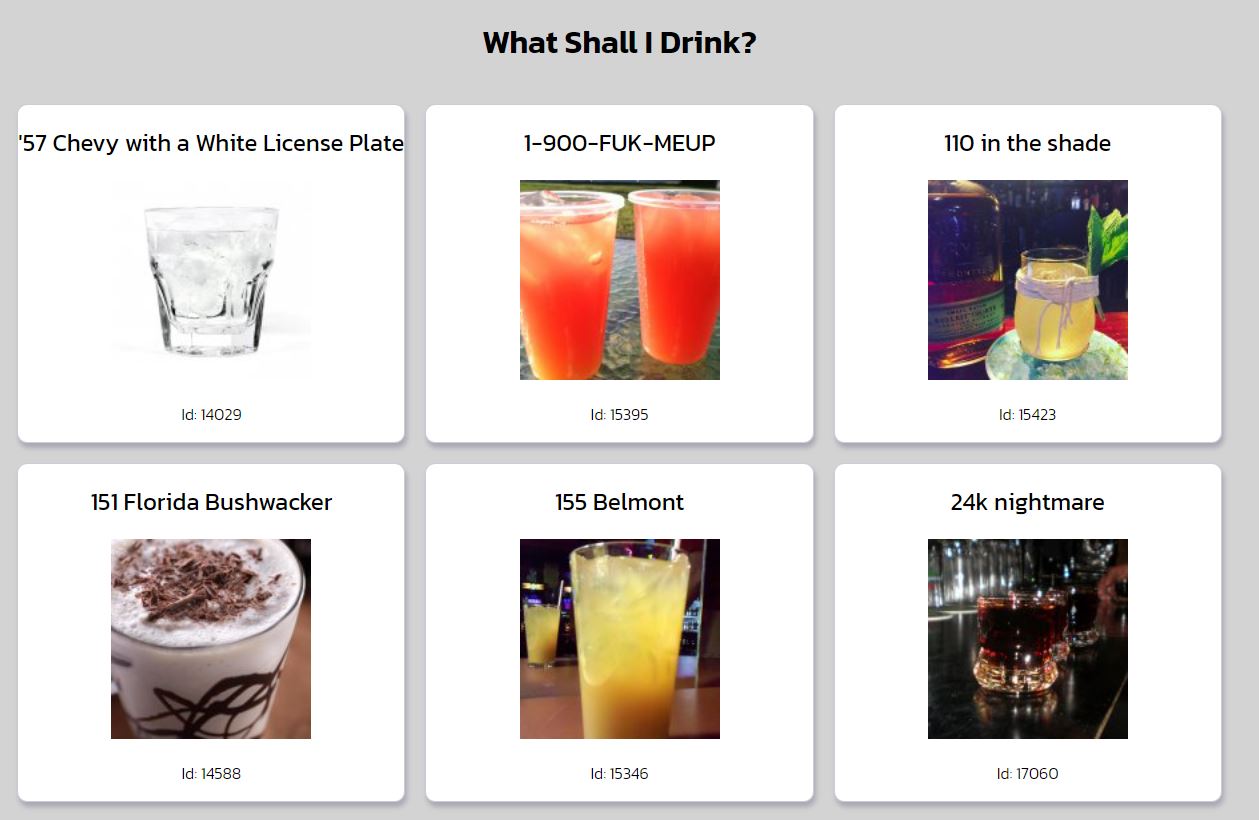 What Shall I Drink?
'57 Chevy with a White License Plate
1-900-FUK-MEUP
110 in the shade
Id: 14029
Id: 15395
Id: 15423
151 Florida Bushwacker
155 Belmont
24k nightmare
Id: 14588
Id: 15346
Id: 17060